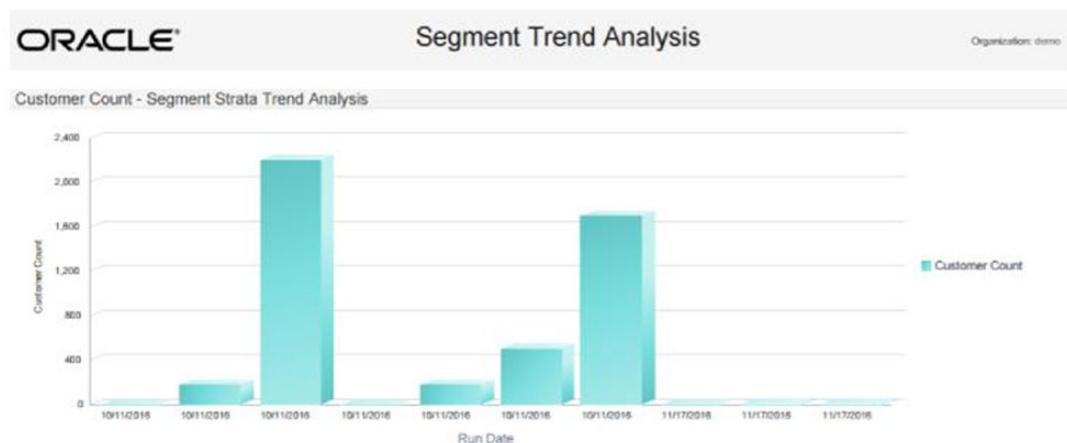 ORACLE®
Segment Trend Analysis
Organization: demo
Customer Count - Segment Strata Trend Analysis
2,400
2,000
1,600
1,200
800
400
0
Customer Count
10/11/2016 10/11/2016 10/11/2016 10/11/2016 10/11/2016 10/11/2016 10/11/2016 11/17/2016 11/17/2016 11/17/2016
Run Date
Customer Count